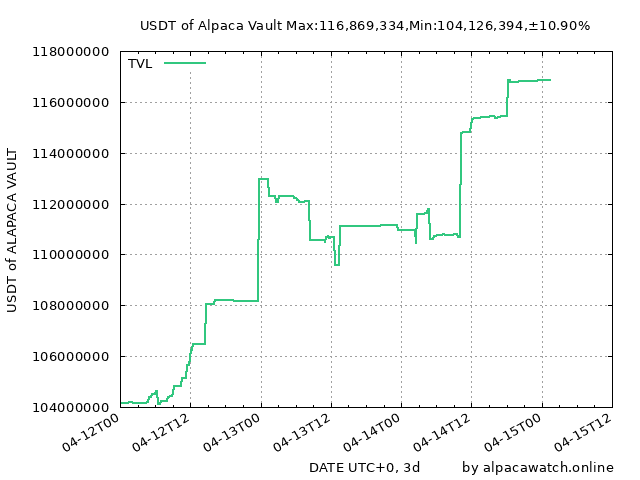 USDT of Alpaca Vault Max:116,869,334,Min:104,126,394,±10.90%
118000000
TVL
116000000
114000000
112000000
110000000
108000000
106000000
104000000
USDT of ALAPACA VAULT
04-12T00
04-12T12
04-13T00
04-13T12
04-14T00
04-14T12
04-15T00
04-15T12
DATE UTC+0, 3d
by alpacawatch.online